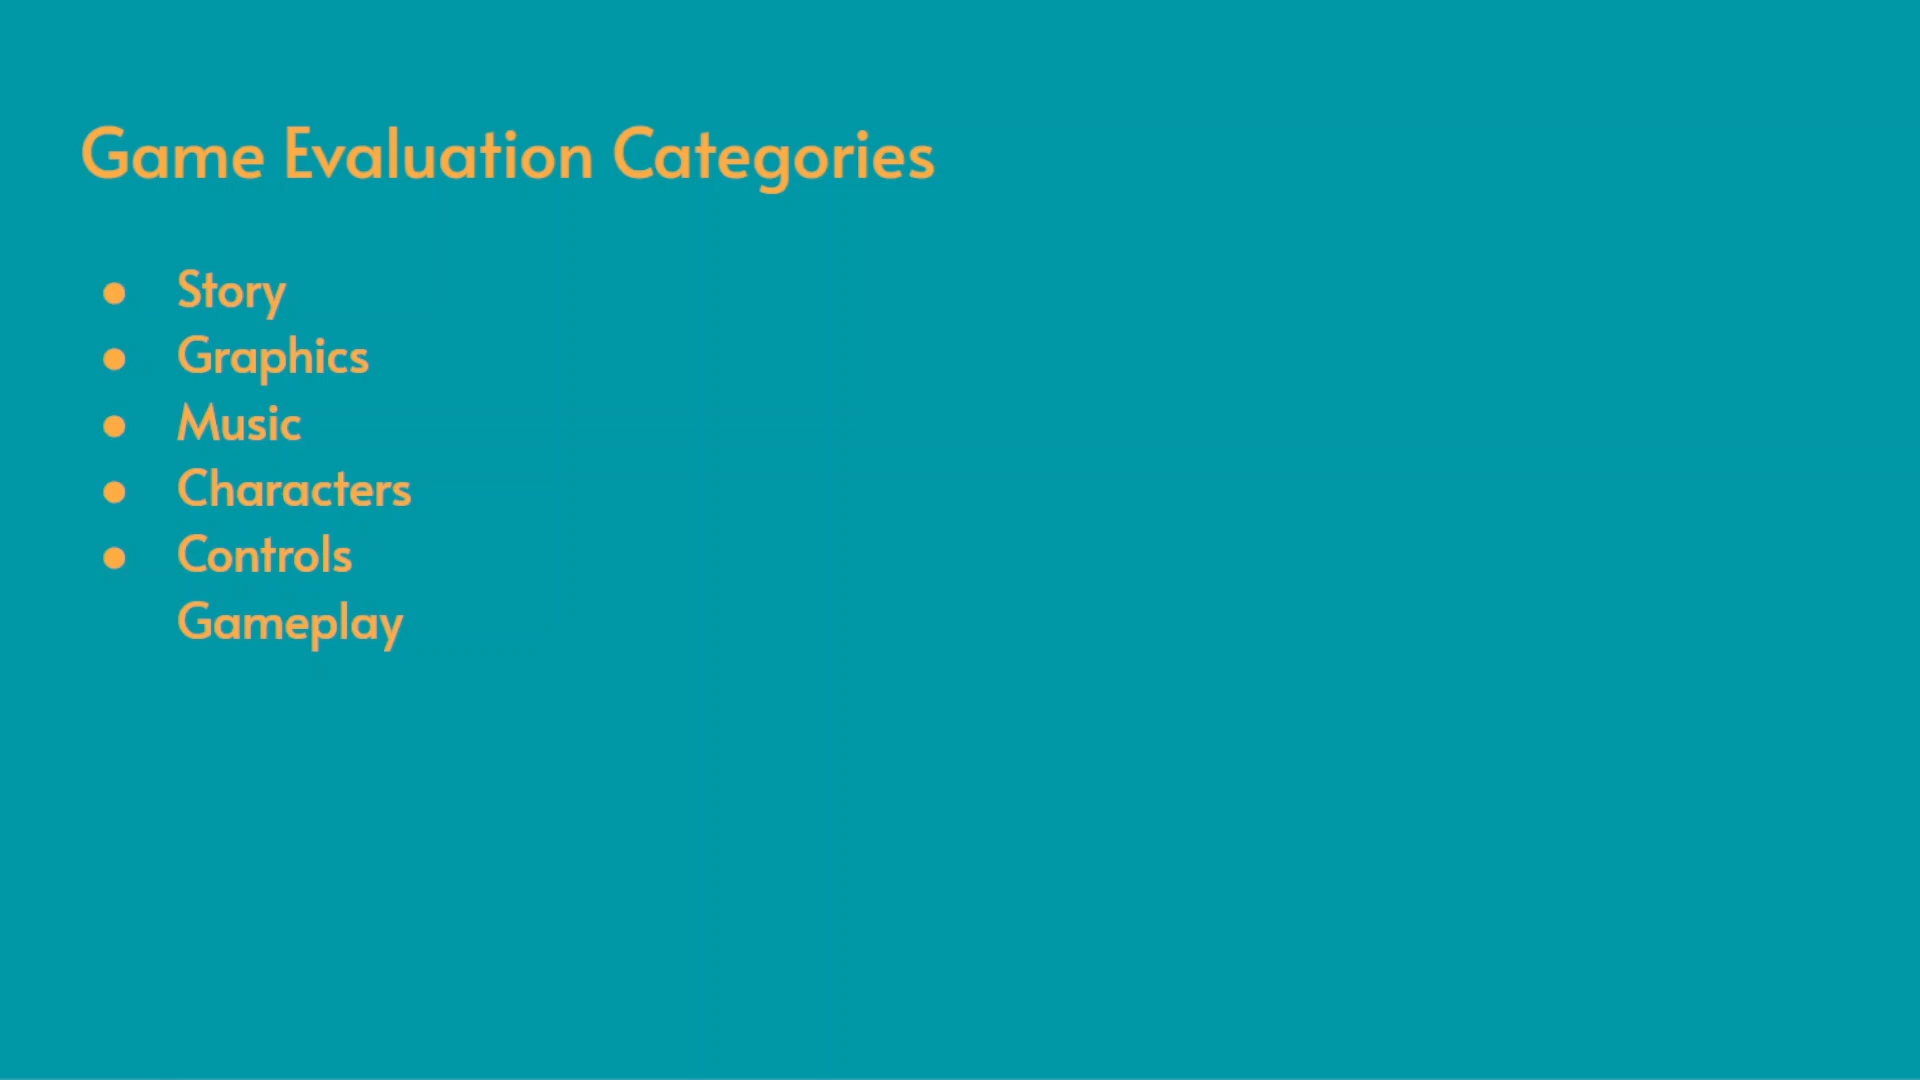 Game Evaluation Categories
● Story
● Graphics
● Music
● Characters
● Controls
Gameplay